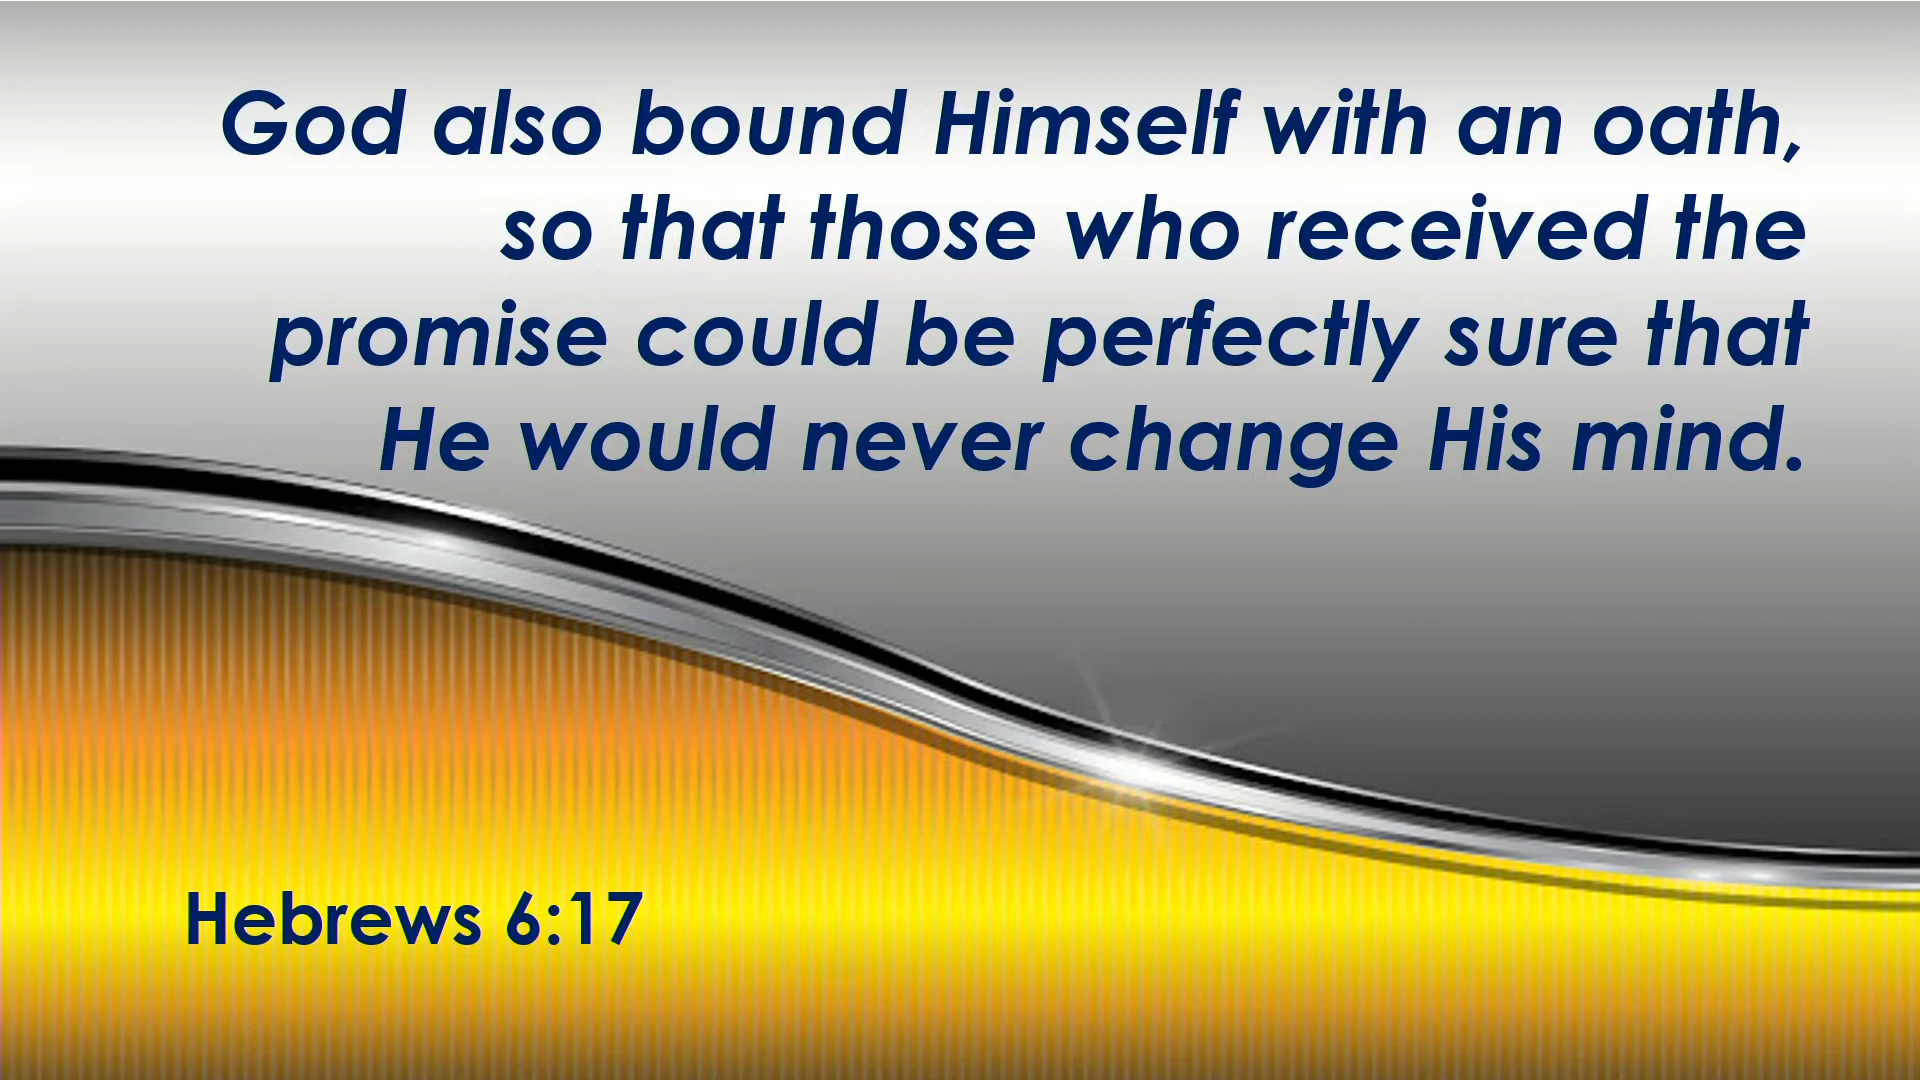 God also bound Himself with an oath,
so that those who received the
promise could be perfectly sure that
He would never change His mind.
Hebrews 6:17